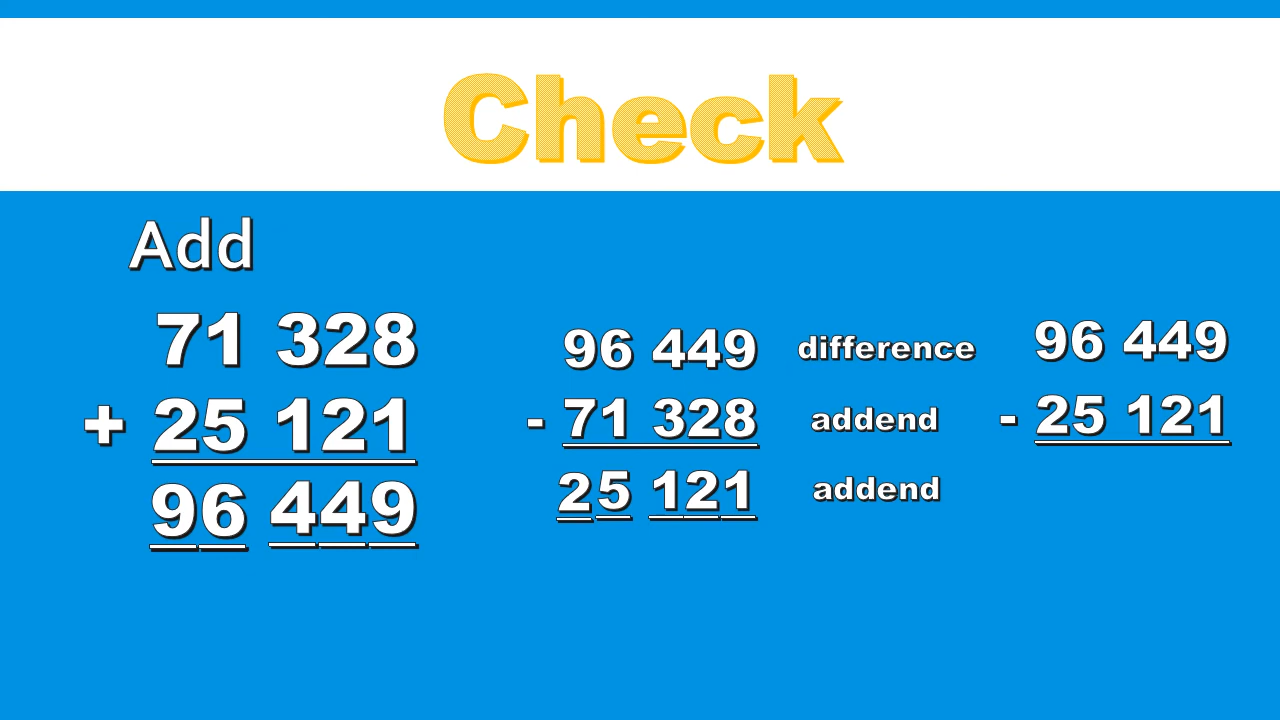 Check
Add
71 328
+ 25 121
96 449
96 449 difference
- 71 328 addend
25 121 addend
96 449
- 25 121